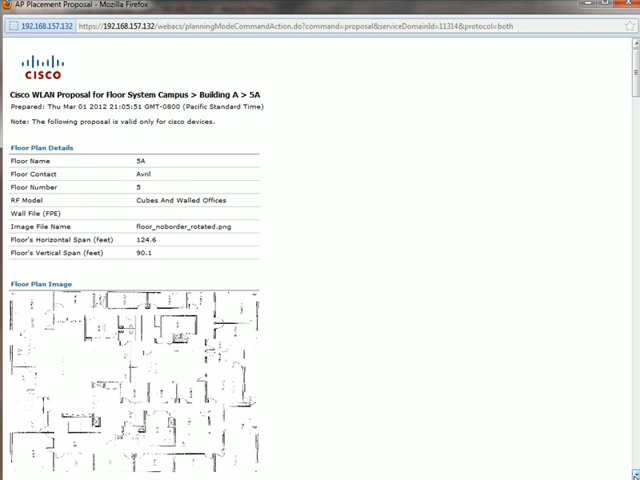 AP Placement Proposal - Mozilla Firefox
192.168.157.132 https://192.168.157.132/webacs/planningModeCommandAction.do?command=proposal&serviceDomainId=11314&protocol=both
CISCO
Cisco WLAN Proposal for Floor System Campus > Building A > 5A
Prepared: Thu Mar 01 2012 21:05:51 GMT-0800 (Pacific Standard Time)
Note: The following proposal is valid only for cisco devices.
Floor Plan Details
Floor Name 5A
Floor Contact Avril
Floor Number 5
RF Model Cubes And Walled Offices
Wall File (FPE)
Image File Name floor_noborder_rotated.png
Floor's Horizontal Span (feet) 124.6
Floor's Vertical Span (feet) 90.1
Floor Plan Image